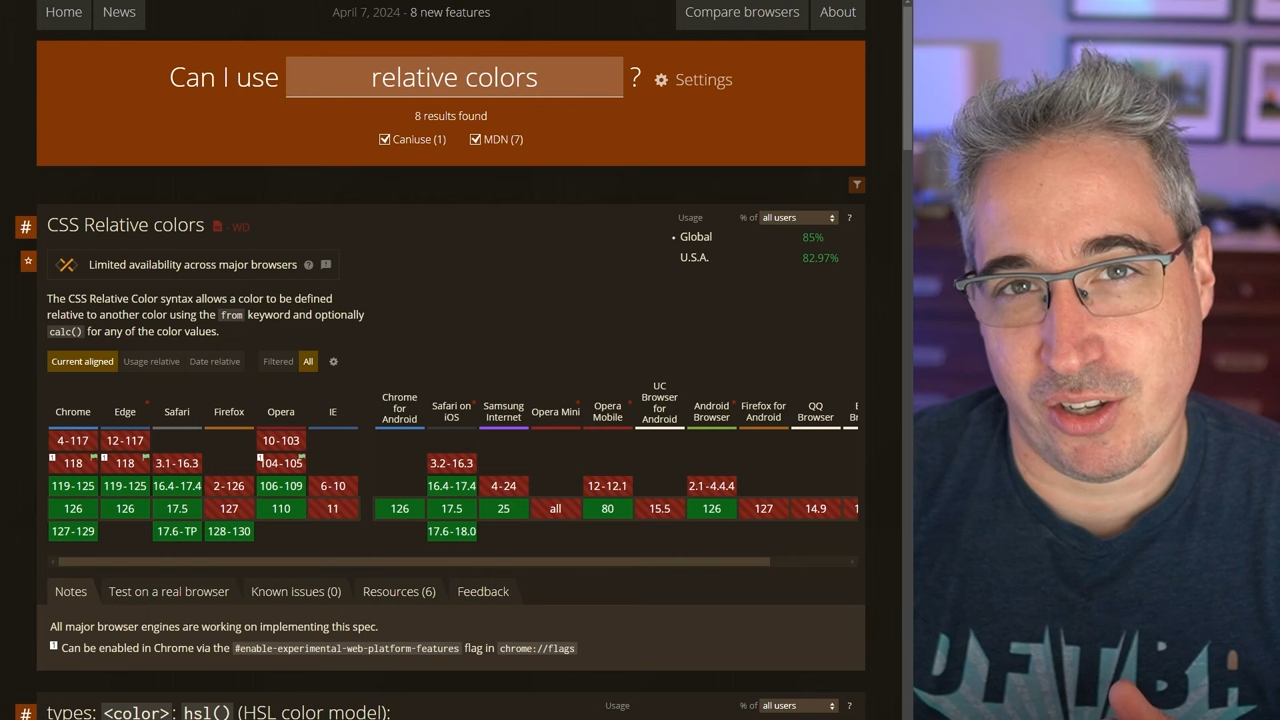 Home News April 7, 2024 - 8 new features Compare browsers About
Can I use relative colors ? Settings
8 results found
Caniuse (1) MDN (7)
# CSS Relative colors - WD
Usage % of all users ?
Global 85%
U.S.A. 82.97%
Limited availability across major browsers
The CSS Relative Color syntax allows a color to be defined
relative to another color using the from keyword and optionally
calc() for any of the color values.
Current aligned Usage relative Date relative Filtered All
Chrome Edge Safari Firefox Opera IE Chrome for Android Safari on iOS Samsung Internet Opera Mini Opera Mobile UC Browser for Android Android Browser Firefox for Android QQ Browser
4-117 12-117 10-103
1 118 1 118 3.1-16.3 1 104-105 3.2-16.3
119-125 119-125 16.4-17.4 2-126 106-109 6-10 16.4-17.4 4-24 12-12.1 2.1-4.4.4
126 126 17.5 127 110 11 126 17.5 25 all 80 15.5 126 127 14.9
127-129 17.6-TP 128-130 17.6-18.0
Notes Test on a real browser Known issues (0) Resources (6) Feedback
All major browser engines are working on implementing this spec.
1 Can be enabled in Chrome via the #enable-experimental-web-platform-features flag in chrome://flags
# types: <color>: hsl() (HSL color model):
Usage % of all users ?
UFTBA